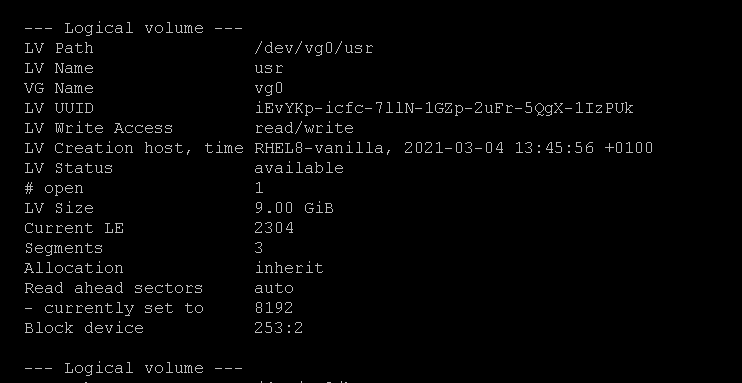 --- Logical volume ---
LV Path /dev/vg0/usr
LV Name usr
VG Name vg0
LV UUID iEvYKp-icfc-7llN-1GZp-2uFr-5QgX-1IzPUk
LV Write Access read/write
LV Creation host, time RHEL8-vanilla, 2021-03-04 13:45:56 +0100
LV Status available
# open 1
LV Size 9.00 GiB
Current LE 2304
Segments 3
Allocation inherit
Read ahead sectors auto
- currently set to 8192
Block device 253:2
--- Logical volume ---